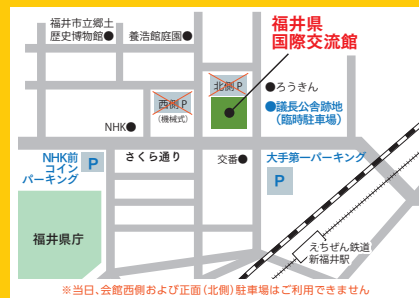 福井市立郷土
歴史博物館●
養浩館庭園●
福井県
国際交流館
北側P
西側P
(機械式)
●ろうきん
●議長公舎跡地
(臨時駐車場)
NHK●
NHK前
コイン
パーキング
P
さくら通り
交番●
大手第一パーキング
P
福井県庁
えちぜん鉄道
新福井駅
※当日、会館西側および正面(北側)駐車場はご利用できません